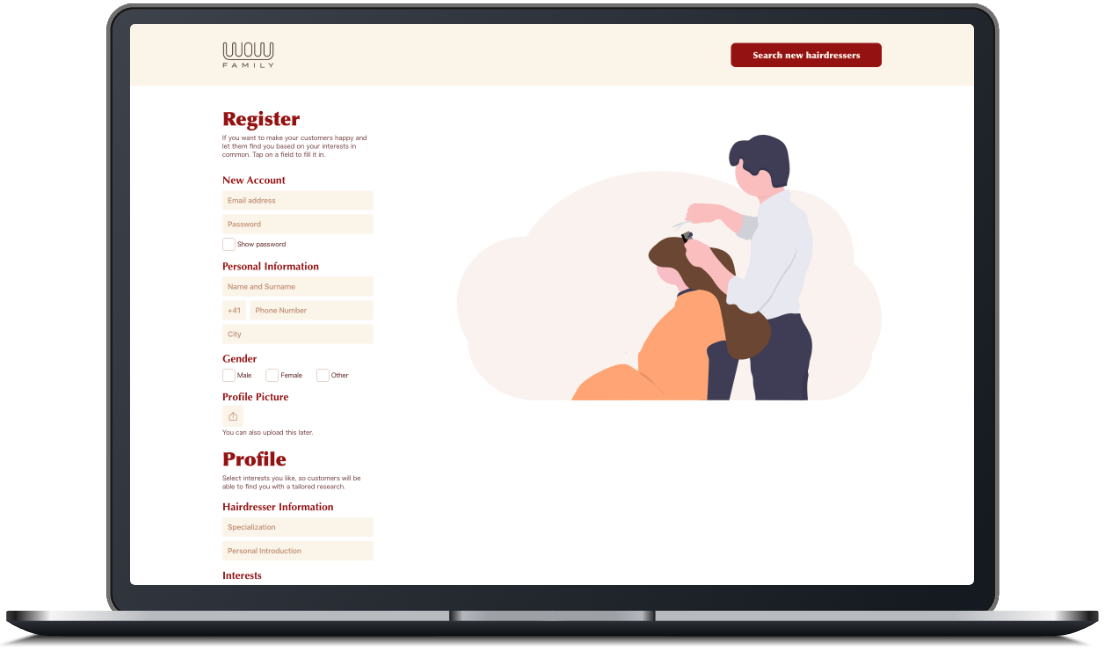 WOW
FAMILY
Search new hairdressers
Register
If you want to make your customers happy and
let them find you based on your interests in
common. Tap on a field to fill it in.
New Account
Email address
Password
Show password
Personal Information
Name and Surname
+41 Phone Number
City
Gender
Male Female Other
Profile Picture
You can also upload this later.
Profile
Select interests you like, so customers will be
able to find you with a tailored research.
Hairdresser Information
Specialization
Personal Introduction
Interests